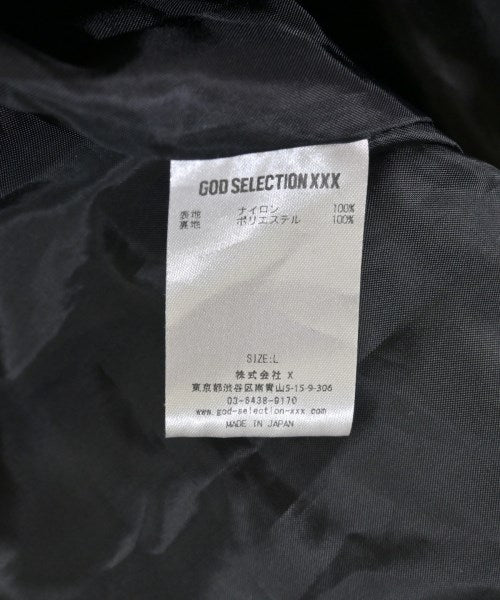 GOD SELECTION XXX
表地 ナイロン 100%
裏地 ポリエステル 100%
SIZE:L
株式会社 X
東京都渋谷区南青山5-15-9-306
03-6438-9170
www.god-selection-xxx.com
MADE IN JAPAN